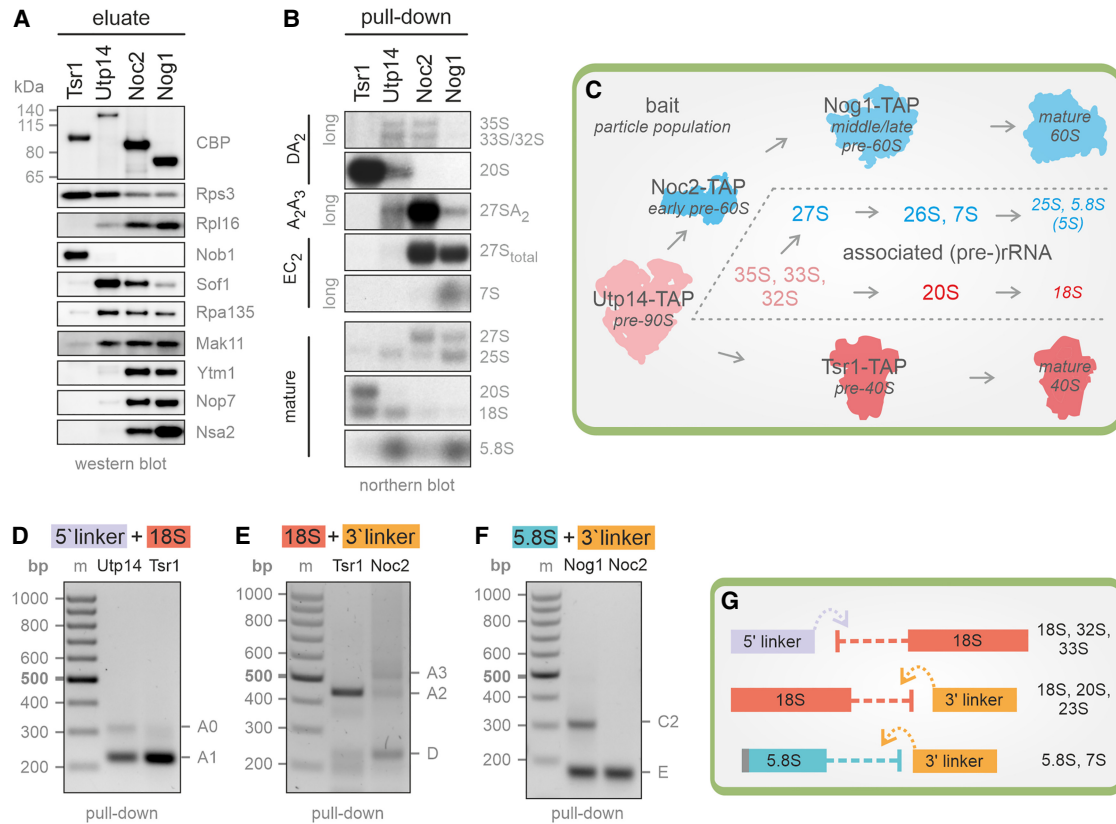 A
eluate
Tsr1
Utp14
Noc2
Nog1
kDa
140
115
80
65
CBP
Rps3
Rpl16
Nob1
Sof1
Rpa135
Mak11
Ytm1
Nop7
Nsa2
western blot
B
pull-down
Tsr1
Utp14
Noc2
Nog1
DA2
long
35S
33S/32S
20S
A2A3
long
27SA2
EC2
27Stotal
long
7S
mature
27S
25S
20S
18S
5.8S
northern blot
C
bait
particle population
Nog1-TAP
middle/late
pre-60S
mature
60S
Noc2-TAP
early pre-60S
27S
26S, 7S
25S, 5.8S
(5S)
associated (pre-)rRNA
35S, 33S,
32S
20S
18S
Utp14-TAP
pre-90S
Tsr1-TAP
pre-40S
mature
40S
D
5`linker + 18S
bp
m
Utp14
Tsr1
1000
800
600
500
400
300
200
A0
A1
pull-down
E
18S + 3`linker
bp
m
Tsr1
Noc2
1000
800
600
500
400
300
200
A3
A2
D
pull-down
F
5.8S + 3`linker
bp
m
Nog1
Noc2
1000
800
600
500
400
300
200
C2
E
pull-down
G
5' linker
18S
18S, 32S,
33S
18S
3' linker
18S, 20S,
23S
5.8S
3' linker
5.8S, 7S